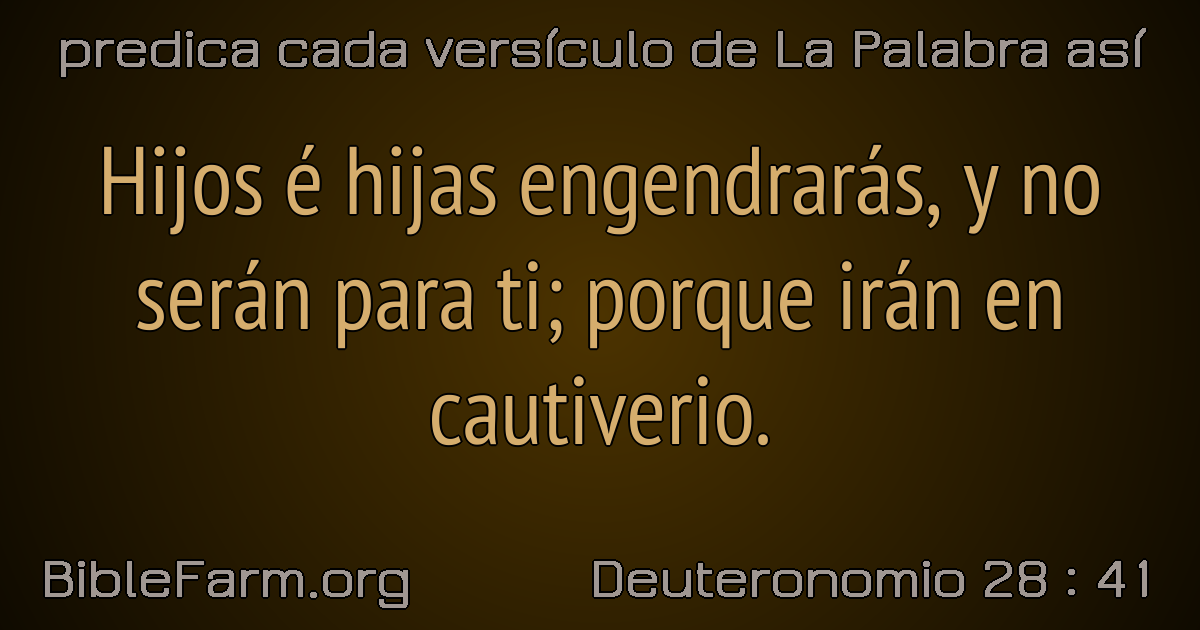 predica cada versículo de La Palabra así
Hijos é hijas engendrarás, y no
serán para ti; porque irán en
cautiverio.
BibleFarm.org
Deuteronomio 28 : 41